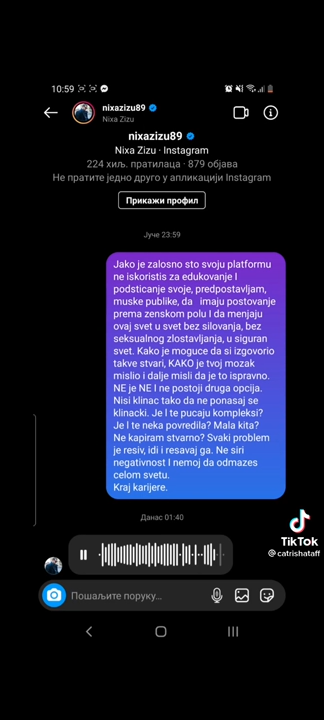 10:59
nixazizu89
Nixa Zizu
nixazizu89
Nixa Zizu · Instagram
224 хиљ. пратилаца · 879 објава
Не пратите једно друго у апликацији Instagram
Прикажи профил
Јуче 23:59
Jako je zalosno sto svoju platformu
ne iskoristis za edukovanje I
podsticanje svoje, predpostavljam,
muske publike, da imaju postovanje
prema zenskom polu I da menjaju
ovaj svet u svet bez silovanja, bez
seksualnog zlostavljanja, u siguran
svet. Kako je moguce da si izgovorio
takve stvari, KAKO je tvoj mozak
mislio i dalje misli da je to ispravno.
NE je NE I ne postoji druga opcija.
Nisi klinac tako da ne ponasaj se
klinacki. Je l te pucaju kompleksi?
Je l te neka povredila? Mala kita?
Ne kapiram stvarno? Svaki problem
je resiv, idi i resavaj ga. Ne siri
negativnost I nemoj da odmazes
celom svetu.
Kraj karijere.
Данас 01:40
Пошаљите поруку...
TikTok
@catrishataff